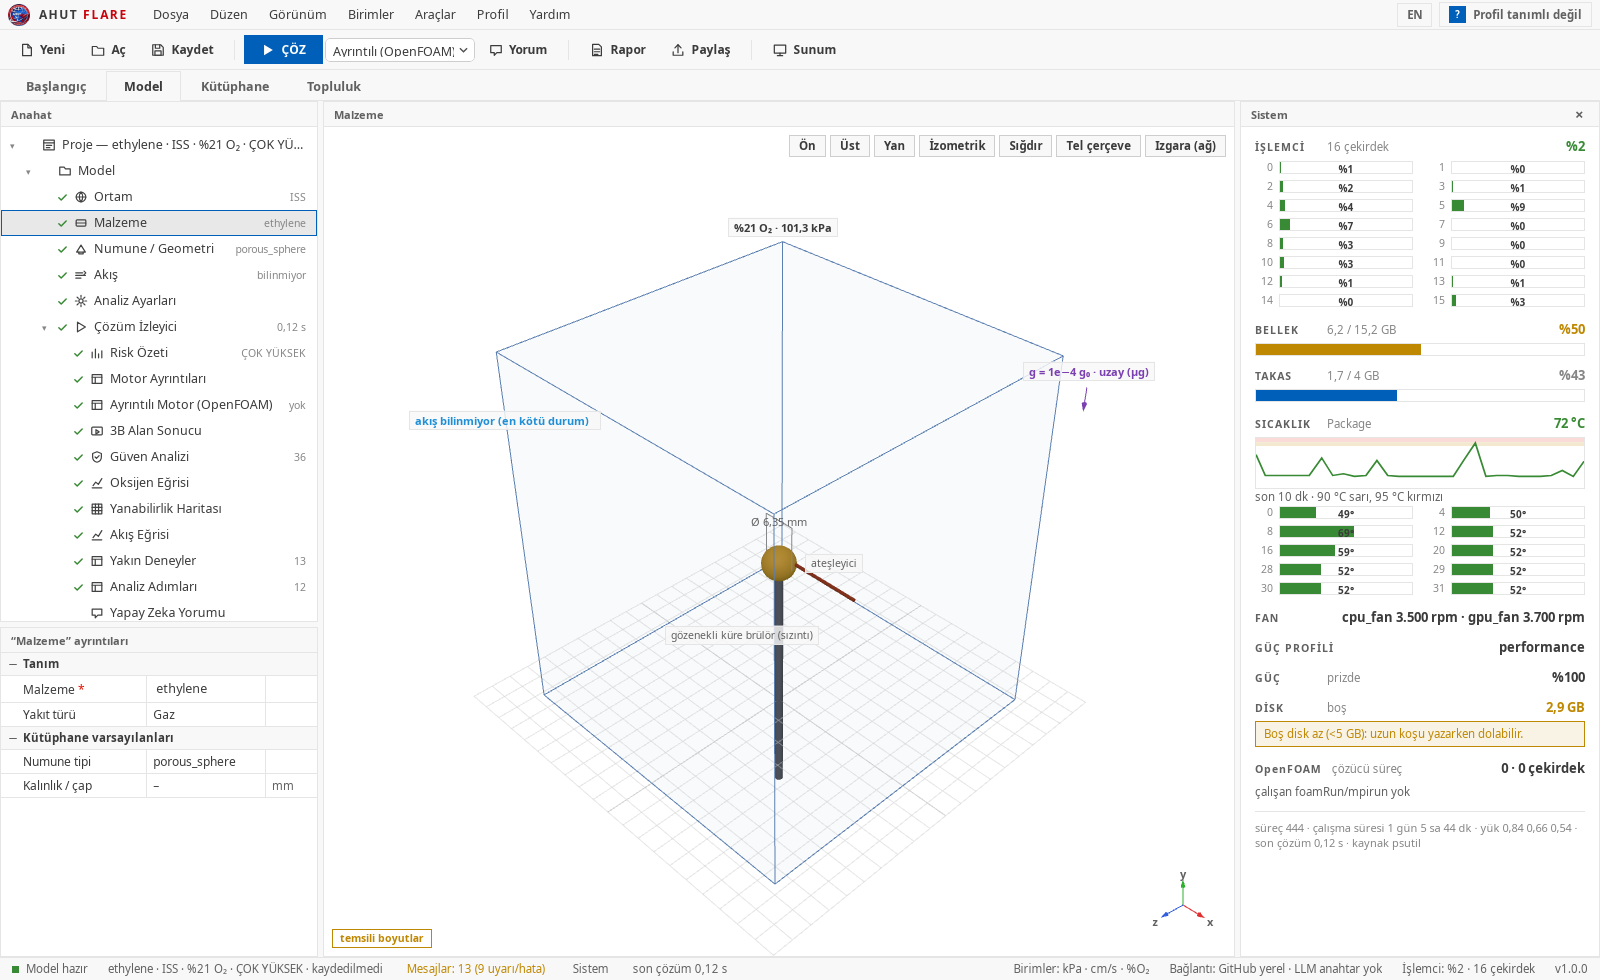 AHUT FLARE Dosya Düzen Görünüm Birimler Araçlar Profil Yardım EN ? Profil tanımlı değil
Yeni Aç Kaydet ÇÖZ Ayrıntılı (OpenFOAM) Yorum Rapor Paylaş Sunum
Başlangıç Model Kütüphane Topluluk
Anahat
Proje — ethylene · ISS · %21 O₂ · ÇOK YÜ...
Model
Ortam ISS
Malzeme ethylene
Numune / Geometri porous_sphere
Akış bilinmiyor
Analiz Ayarları
Çözüm İzleyici 0,12 s
Risk Özeti ÇOK YÜKSEK
Motor Ayrıntıları
Ayrıntılı Motor (OpenFOAM) yok
3B Alan Sonucu
Güven Analizi 36
Oksijen Eğrisi
Yanabilirlik Haritası
Akış Eğrisi
Yakın Deneyler 13
Analiz Adımları 12
Yapay Zeka Yorumu
“Malzeme” ayrıntıları
— Tanım
Malzeme * ethylene
Yakıt türü Gaz
— Kütüphane varsayılanları
Numune tipi porous_sphere
Kalınlık / çap – mm
Malzeme
Ön Üst Yan İzometrik Sığdır Tel çerçeve Izgara (ağ)
%21 O₂ · 101,3 kPa
g = 1e−4 g₀ · uzay (µg)
akış bilinmiyor (en kötü durum)
Ø 6,35 mm
ateşleyici
gözenekli küre brülör (sızıntı)
temsili boyutlar
y
z x
Sistem ×
İŞLEMCİ 16 çekirdek %2
0 %1 1 %0
2 %2 3 %1
4 %4 5 %9
6 %7 7 %0
8 %3 9 %0
10 %3 11 %0
12 %1 13 %1
14 %0 15 %3
BELLEK 6,2 / 15,2 GB %50
TAKAS 1,7 / 4 GB %43
SICAKLIK Package 72 °C
son 10 dk · 90 °C sarı, 95 °C kırmızı
0 49° 4 50°
8 69° 12 52°
16 59° 20 52°
28 52° 29 52°
30 52° 31 52°
FAN cpu_fan 3.500 rpm · gpu_fan 3.700 rpm
GÜÇ PROFİLİ performance
GÜÇ prizde %100
DİSK boş 2,9 GB
Boş disk az (<5 GB): uzun koşu yazarken dolabilir.
OpenFOAM çözücü süreç 0 · 0 çekirdek
çalışan foamRun/mpirun yok
süreç 444 · çalışma süresi 1 gün 5 sa 44 dk · yük 0,84 0,66 0,54 ·
son çözüm 0,12 s · kaynak psutil
Model hazır ethylene · ISS · %21 O₂ · ÇOK YÜKSEK · kaydedilmedi Mesajlar: 13 (9 uyarı/hata) Sistem son çözüm 0,12 s Birimler: kPa · cm/s · %O₂ Bağlantı: GitHub yerel · LLM anahtar yok İşlemci: %2 · 16 çekirdek v1.0.0